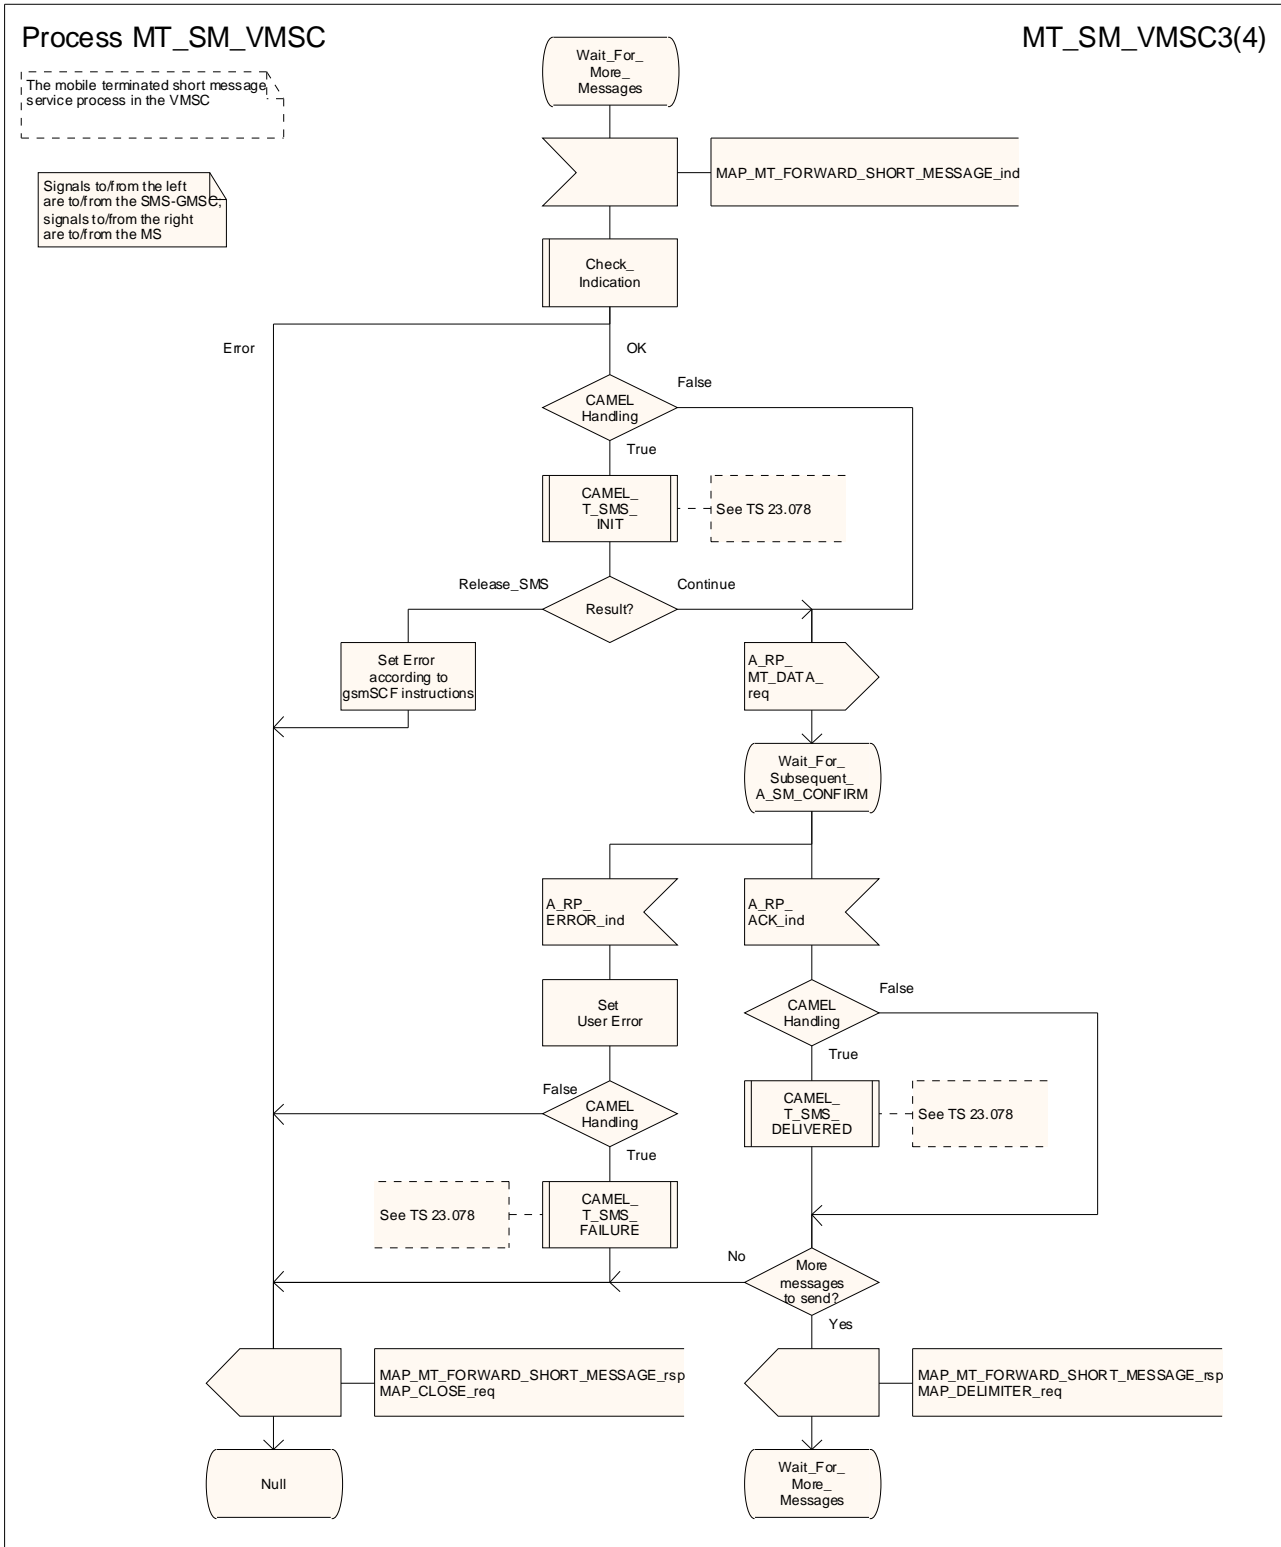 Process MT_SM_VMSC
MT_SM_VMSC3(4)
The mobile terminated short message
service process in the VMSC
Signals to/from the left
are to/from the SMS-GMSC;
signals to/from the right
are to/from the MS
Wait_For_
More_
Messages
MAP_MT_FORWARD_SHORT_MESSAGE_ind
Check_
Indication
Error
OK
CAMEL
Handling
False
True
CAMEL_
T_SMS_
INIT
See TS 23.078
Release_SMS
Result?
Continue
Set Error
according to
gsmSCF instructions
A_RP_
MT_DATA_
req
Wait_For_
Subsequent_
A_SM_CONFIRM
A_RP_
ERROR_ind
A_RP_
ACK_ind
Set
User Error
CAMEL
Handling
False
True
False
CAMEL
Handling
True
CAMEL_
T_SMS_
DELIVERED
See TS 23.078
See TS 23.078
CAMEL_
T_SMS_
FAILURE
No
More
messages
to send?
Yes
MAP_MT_FORWARD_SHORT_MESSAGE_rsp
MAP_CLOSE_req
MAP_MT_FORWARD_SHORT_MESSAGE_rsp
MAP_DELIMITER_req
Null
Wait_For_
More_
Messages